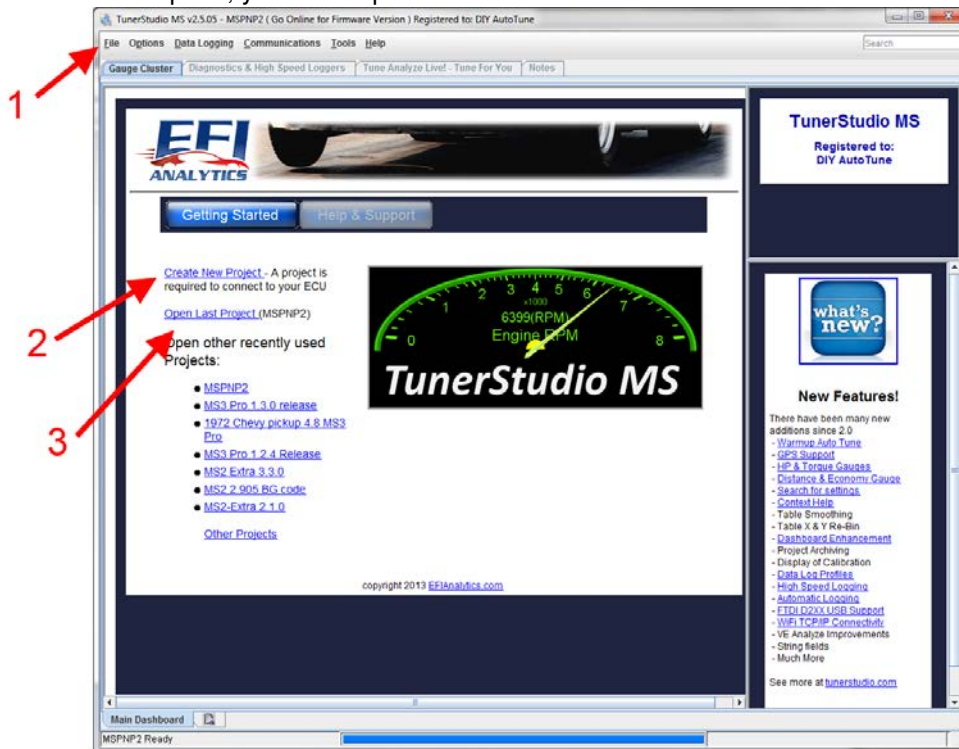 TunerStudio MS v2.5.05 - MSPNP2 ( Go Online for Firmware Version ) Registered to: DIY AutoTune
File Options Data Logging Communications Tools Help
Search
Gauge Cluster Diagnostics & High Speed Loggers Tune Analyze Live! - Tune For You Notes
1
EFI
ANALYTICS
Getting Started Help & Support
Create New Project - A project is
required to connect to your ECU
2
Open Last Project (MSPNP2)
Open other recently used
Projects:
3
MSPNP2
MS3 Pro 1.3.0 release
1972 Chevy pickup 4.8 MS3
Pro
MS3 Pro 1.2.4 Release
MS2 Extra 3.3.0
MS2 2.905 BG code
MS2-Extra 2.1.0
Other Projects
0 1 2 3 4 5 6 7 8
x1000
6399(RPM)
Engine RPM
TunerStudio MS
copyright 2013 EFIAnalytics.com
TunerStudio MS
Registered to:
DIY AutoTune
what's
new?
New Features!
There have been many new
additions since 2.0
- Warmup Auto Tune
- GPS Support
- HP & Torque Gauges
- Distance & Economy Gauge
- Search for settings
- Context Help
- Table Smoothing
- Table X & Y Re-Bin
- Dashboard Enhancement
- Project Archiving
- Display of Calibration
- Data Log Profiles
- High Speed Logging
- Automatic Logging
- FTDI D2XX USB Support
- WiFi TCP/IP Connectivity
- VE Analyze Improvements
- String fields
- Much More
See more at tunerstudio.com
Main Dashboard
MSPNP2 Ready